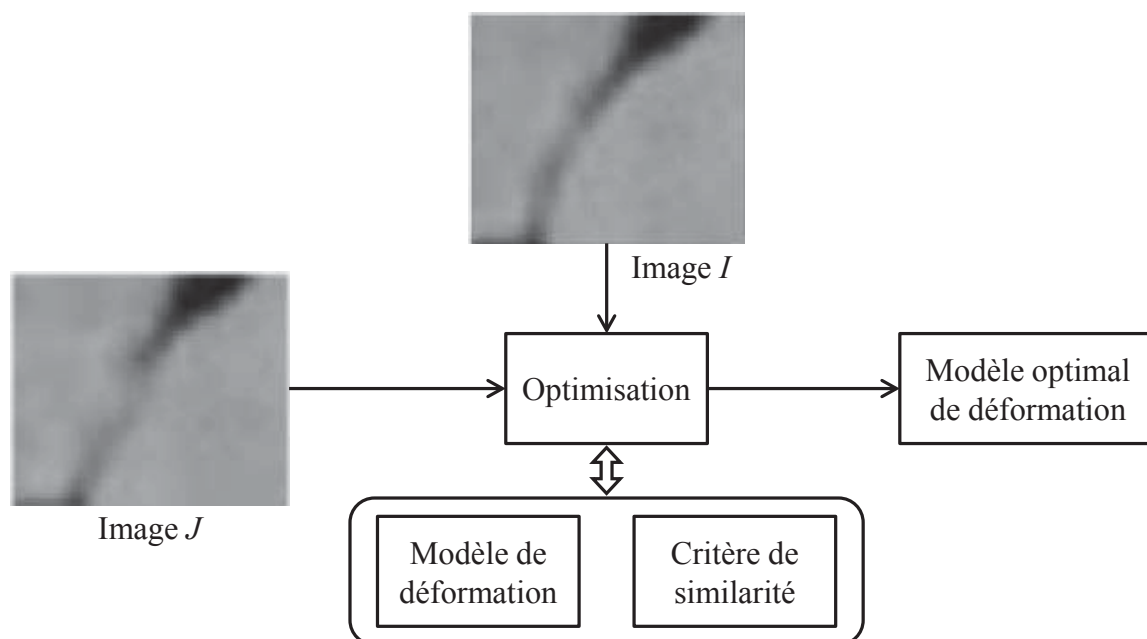 Image I
Image J
Optimisation
Modèle optimal
de déformation
Modèle de
déformation
Critère de
similarité